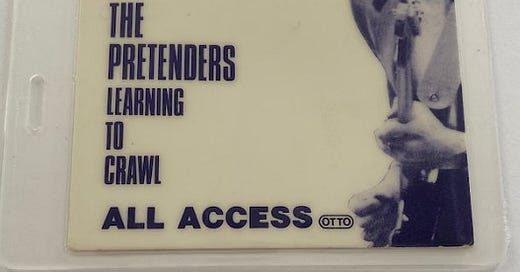 THE
PRETENDERS
LEARNING
TO
CRAWL
ALL ACCESS OTTO